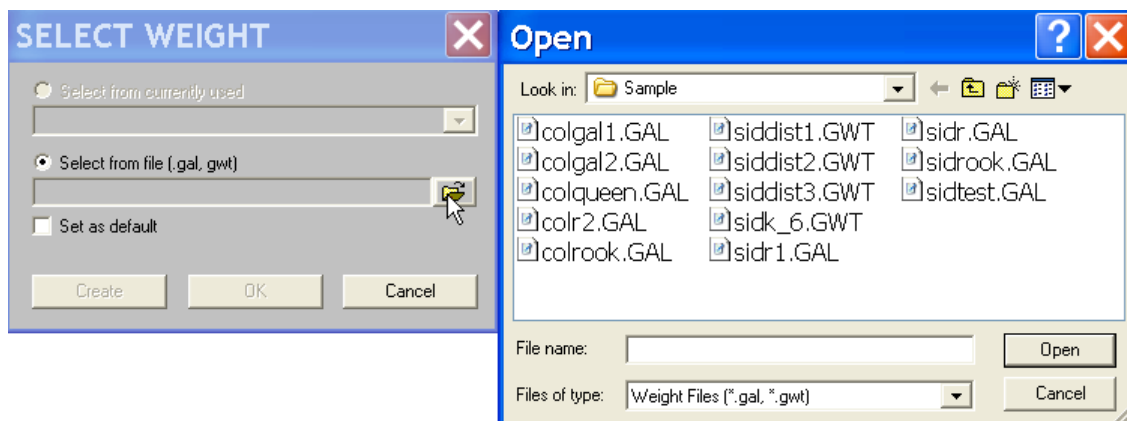 SELECT WEIGHT
Select from currently used
Select from file (.gal, gwt)
Set as default
Create OK Cancel
Open
Look in: Sample
colgal1.GAL siddist1.GWT sidr.GAL
colgal2.GAL siddist2.GWT sidrook.GAL
colqueen.GAL siddist3.GWT sidtest.GAL
colr2.GAL sidk_6.GWT
colrook.GAL sidr1.GAL
File name: Open
Files of type: Weight Files (*.gal, *.gwt) Cancel